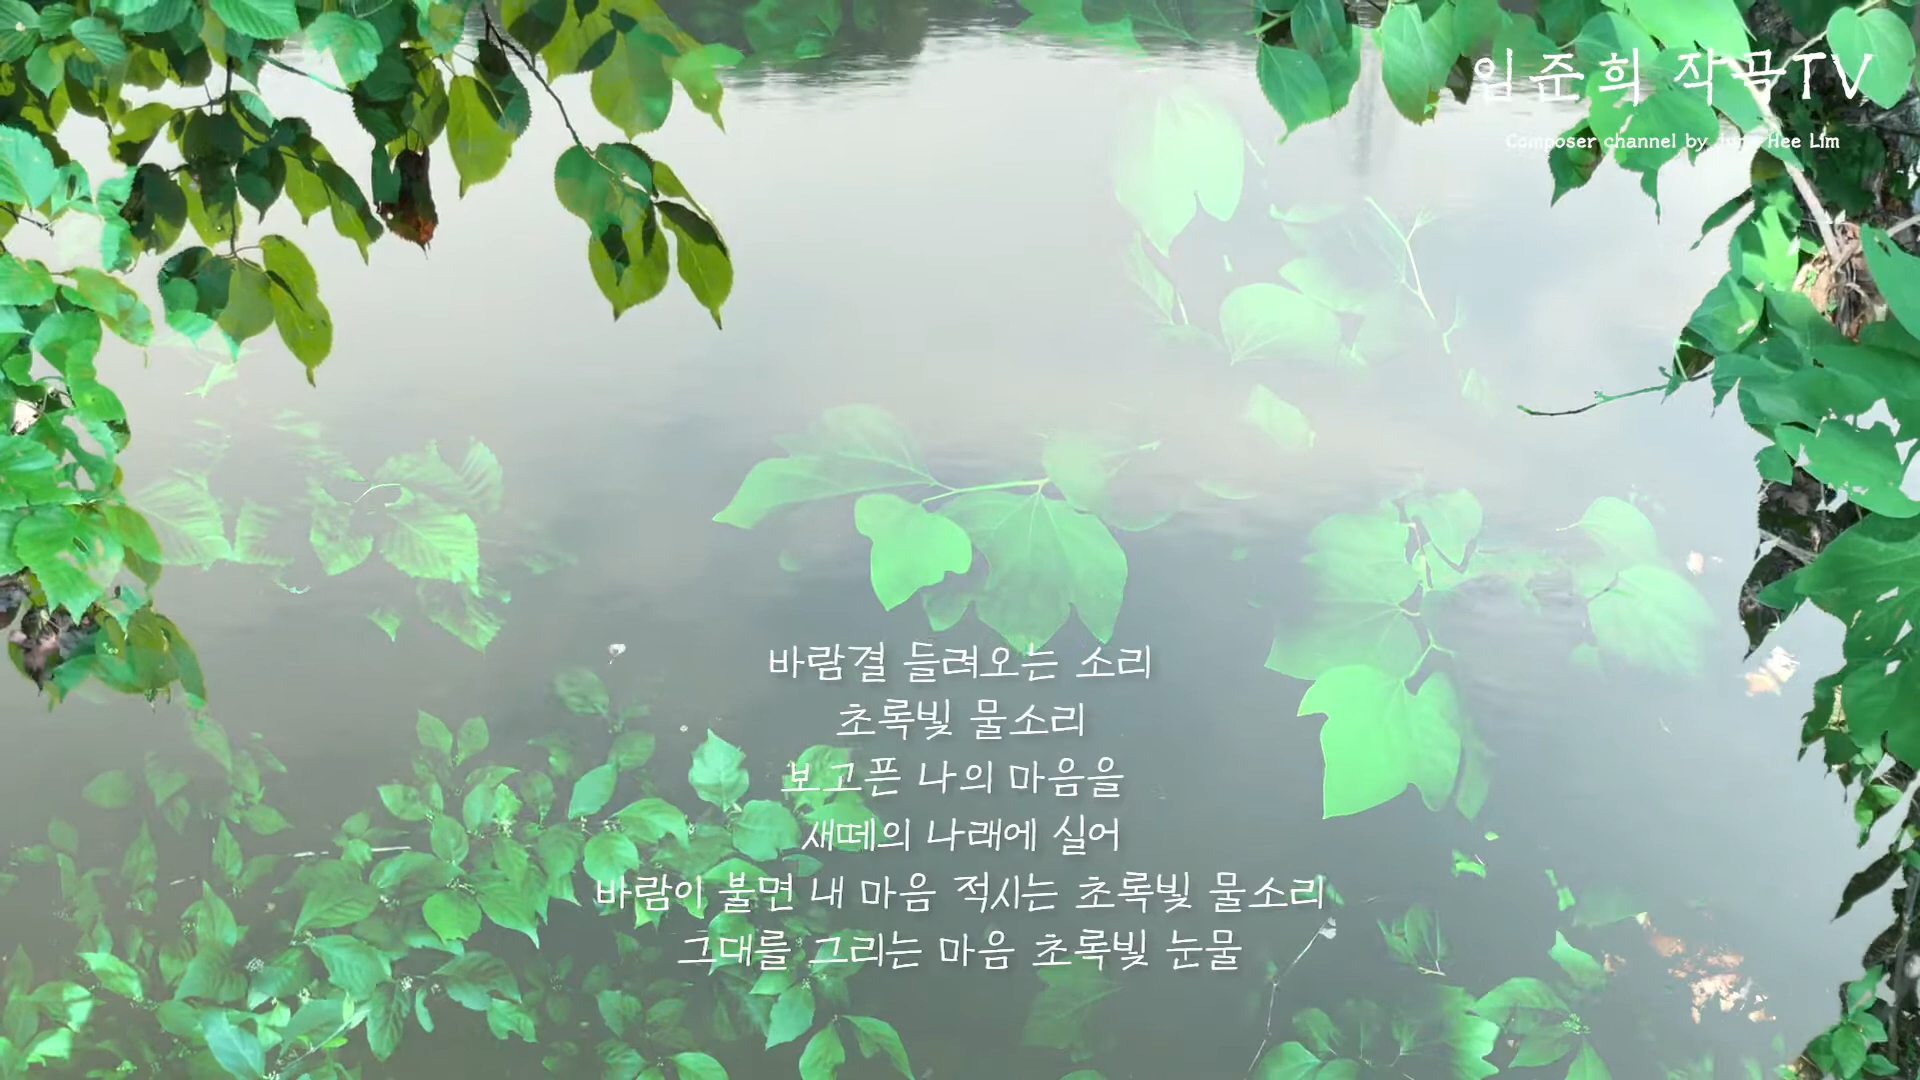 임준희 작곡TV
Composer channel by June Hee Lim
바람결 들려오는 소리
초록빛 물소리
보고픈 나의 마음을
새떼의 나래에 실어
바람이 불면 내 마음 적시는 초록빛 물소리
그대를 그리는 마음 초록빛 눈물